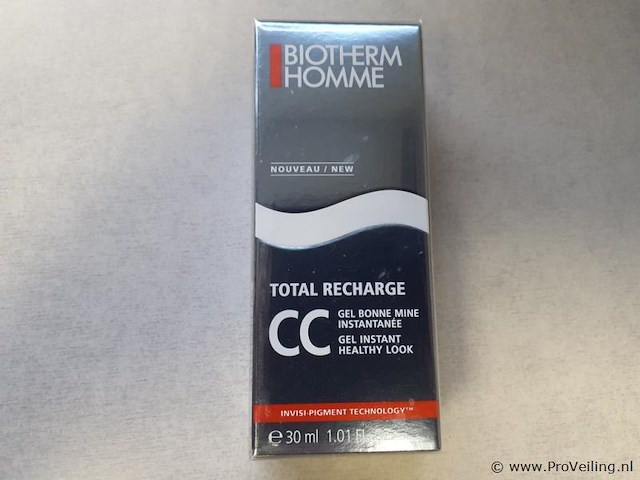 BIOTHERM
HOMME
NOUVEAU / NEW
TOTAL RECHARGE
CC
GEL BONNE MINE
INSTANTANÉE
GEL INSTANT
HEALTHY LOOK
INVISI-PIGMENT TECHNOLOGY™
℮ 30 ml 1.01 Fl.
© www.ProVeiling.nl